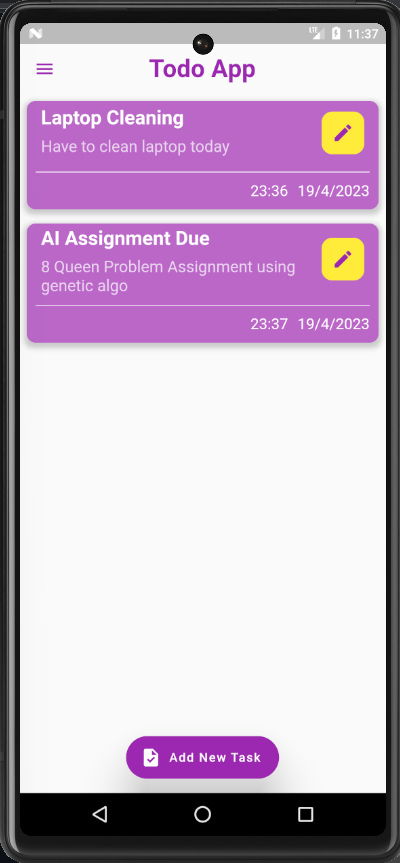 LTE 11:37
Todo App
Laptop Cleaning
Have to clean laptop today
23:36 19/4/2023
AI Assignment Due
8 Queen Problem Assignment using
genetic algo
23:37 19/4/2023
Add New Task